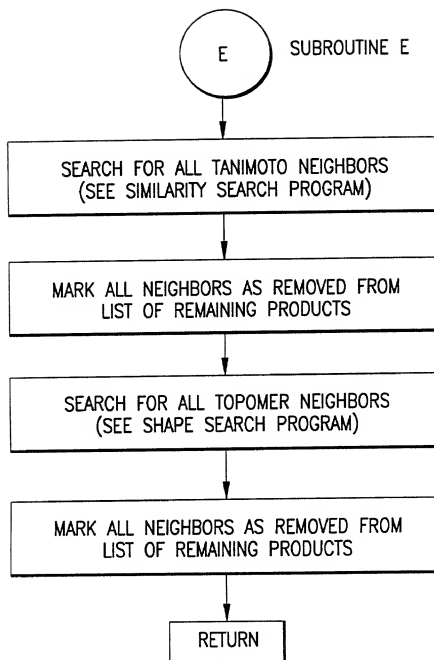 E
SUBROUTINE E
SEARCH FOR ALL TANIMOTO NEIGHBORS
(SEE SIMILARITY SEARCH PROGRAM)
MARK ALL NEIGHBORS AS REMOVED FROM
LIST OF REMAINING PRODUCTS
SEARCH FOR ALL TOPOMER NEIGHBORS
(SEE SHAPE SEARCH PROGRAM)
MARK ALL NEIGHBORS AS REMOVED FROM
LIST OF REMAINING PRODUCTS
RETURN